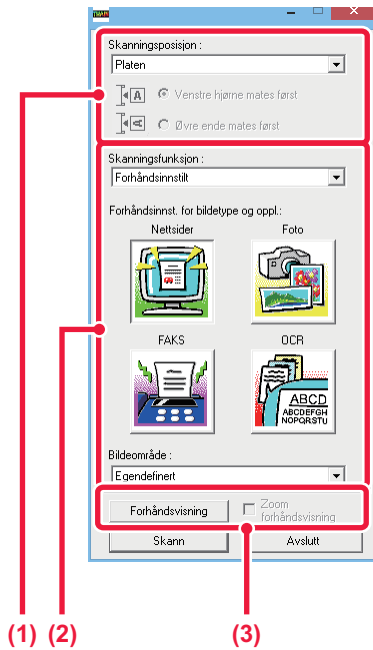 TWAIN
Skanningsposisjon :
Platen
A
Venstre hjørne mates først
A
Øvre ende mates først
Skanningsfunksjon :
Forhåndsinnstilt
Forhåndsinnst. for bildetype og oppl.:
Nettsider
Foto
FAKS
OCR
ABCD
ABCDEFGH
NOPQRSTU
Bildeområde :
Egendefinert
Forhåndsvisning
Zoom
forhåndsvisning
Skann
Avslutt
(1) (2) (3)